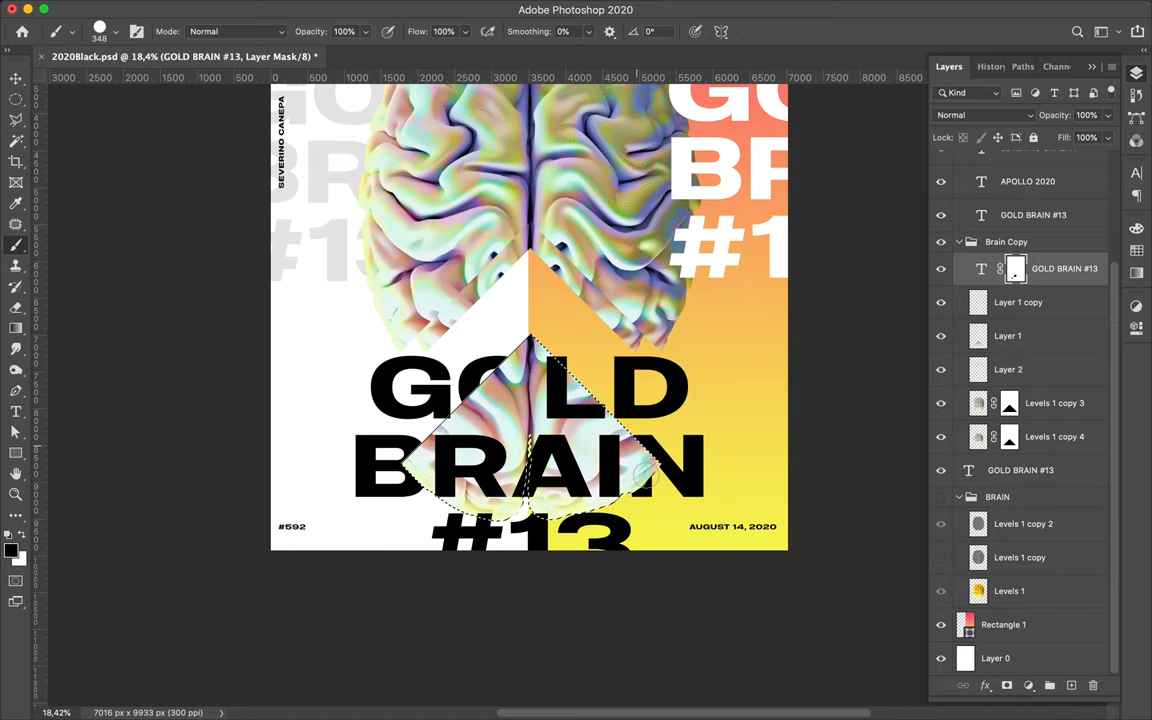 Adobe Photoshop 2020
348
Mode: Normal
Opacity: 100%
Flow: 100%
Smoothing: 0%
0°
2020Black.psd @ 18,4% (GOLD BRAIN #13, Layer Mask/8) *
3000 2500 2000 1500 1000 500 0 500 1000 1500 2000 2500 3000 3500 4000 4500 5000 5500 6000 6500 7000 7500 8000 8500
SEVERINO CANEPA
GO
BR
#13
GOLD
BRAIN
#13
#592
AUGUST 14, 2020
Layers
History
Paths
Chann
Kind
Normal
Opacity: 100%
Lock:
Fill: 100%
APOLLO 2020
GOLD BRAIN #13
Brain Copy
GOLD BRAIN #13
Layer 1 copy
Layer 1
Layer 2
Levels 1 copy 3
Levels 1 copy 4
GOLD BRAIN #13
BRAIN
Levels 1 copy 2
Levels 1 copy
Levels 1
Rectangle 1
Layer 0
18,42%
7016 px x 9933 px (300 ppi)